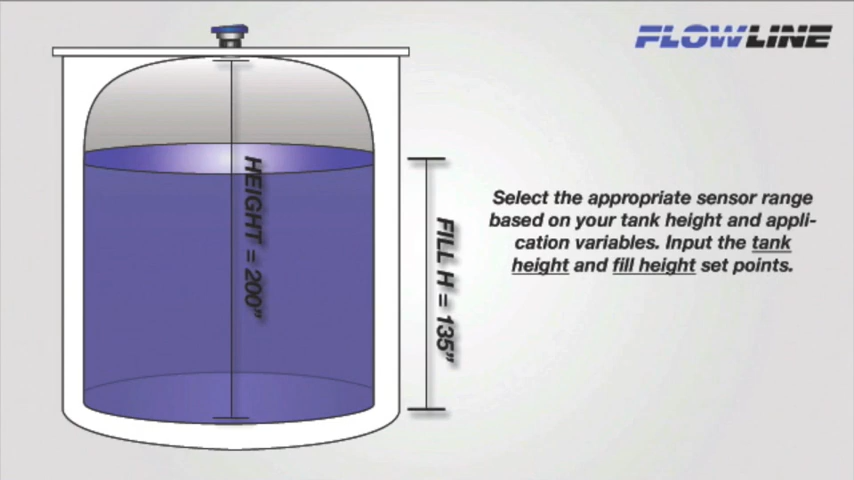 FLOWLINE
HEIGHT = 200"
FILL H = 135"
Select the appropriate sensor range
based on your tank height and appli-
cation variables. Input the tank
height and fill height set points.